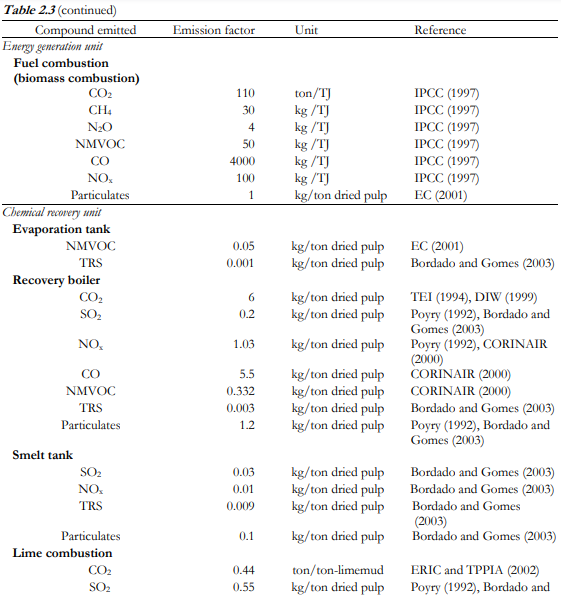 Table 2.3 (continued)
Compound emitted Emission factor Unit Reference
Energy generation unit
Fuel combustion
(biomass combustion)
CO₂ 110 ton/TJ IPCC (1997)
CH₄ 30 kg /TJ IPCC (1997)
N₂O 4 kg /TJ IPCC (1997)
NMVOC 50 kg /TJ IPCC (1997)
CO 4000 kg /TJ IPCC (1997)
NOₓ 100 kg /TJ IPCC (1997)
Particulates 1 kg/ton dried pulp EC (2001)
Chemical recovery unit
Evaporation tank
NMVOC 0.05 kg/ton dried pulp EC (2001)
TRS 0.001 kg/ton dried pulp Bordado and Gomes (2003)
Recovery boiler
CO₂ 6 kg/ton dried pulp TEI (1994), DIW (1999)
SO₂ 0.2 kg/ton dried pulp Poyry (1992), Bordado and
Gomes (2003)
NOₓ 1.03 kg/ton dried pulp Poyry (1992), CORINAIR
(2000)
CO 5.5 kg/ton dried pulp CORINAIR (2000)
NMVOC 0.332 kg/ton dried pulp CORINAIR (2000)
TRS 0.003 kg/ton dried pulp Bordado and Gomes (2003)
Particulates 1.2 kg/ton dried pulp Poyry (1992), Bordado and
Gomes (2003)
Smelt tank
SO₂ 0.03 kg/ton dried pulp Bordado and Gomes (2003)
NOₓ 0.01 kg/ton dried pulp Bordado and Gomes (2003)
TRS 0.009 kg/ton dried pulp Bordado and Gomes
(2003)
Particulates 0.1 kg/ton dried pulp Bordado and Gomes (2003)
Lime combustion
CO₂ 0.44 ton/ton-limemud ERIC and TPPIA (2002)
SO₂ 0.55 kg/ton dried pulp Poyry (1992), Bordado and